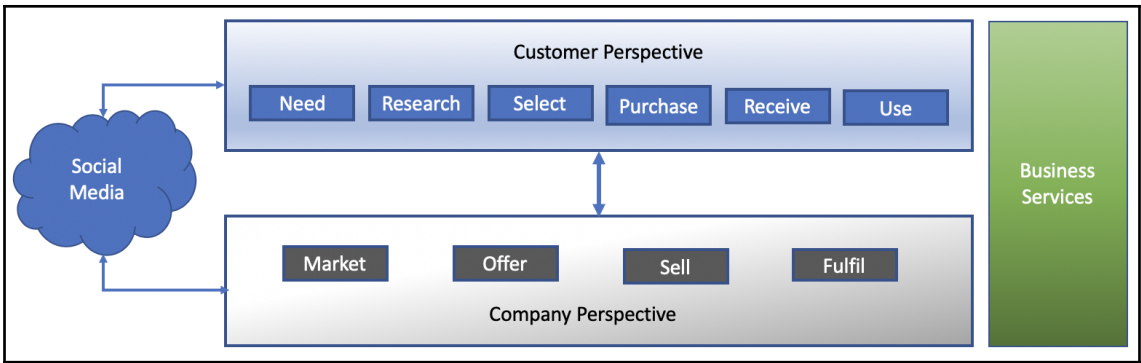 Customer Perspective
Need
Research
Select
Purchase
Receive
Use
Social
Media
Business
Services
Market
Offer
Sell
Fulfil
Company Perspective